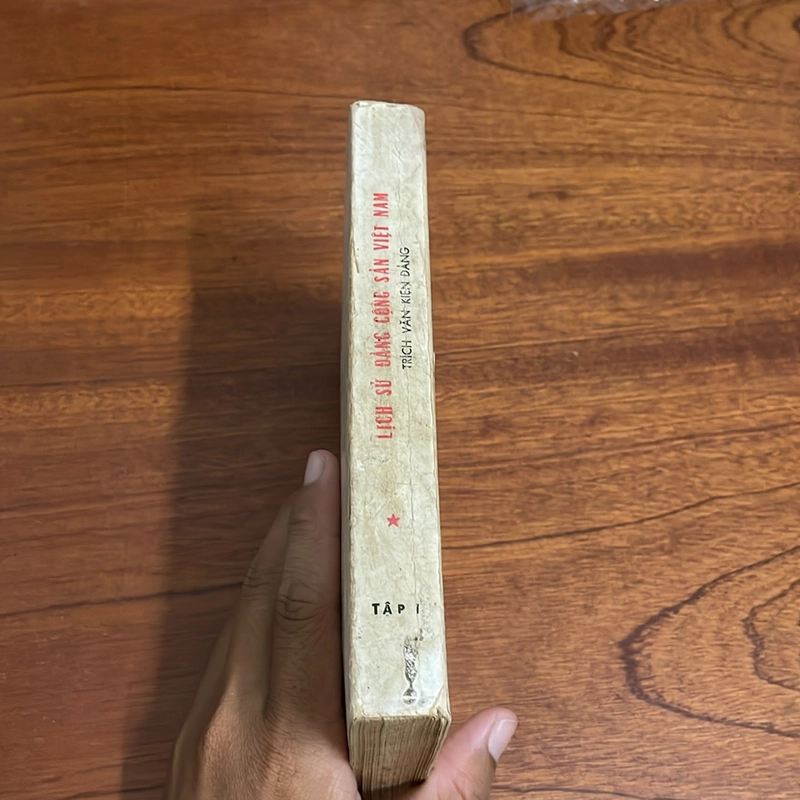 LỊCH SỬ ĐẢNG CỘNG SẢN VIỆT NAM
TRÍCH VĂN KIỆN ĐẢNG
TẬP I